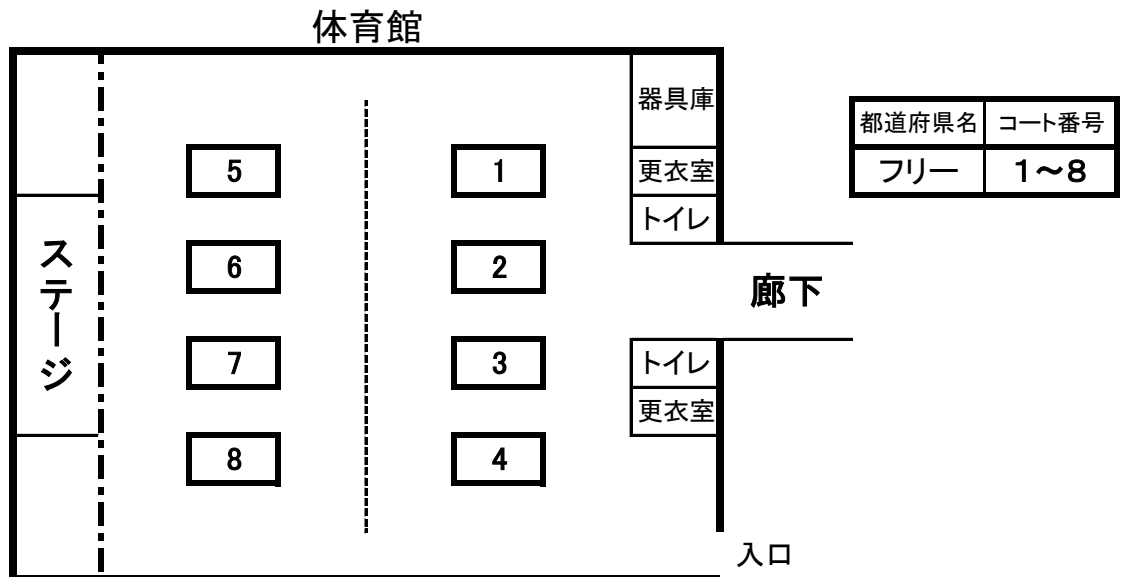 体育館
器具庫
都道府県名 コート番号
フリー 1～8
5 1 更衣室
トイレ
ステージ
6 2
廊下
7 3 トイレ
更衣室
8 4
入口